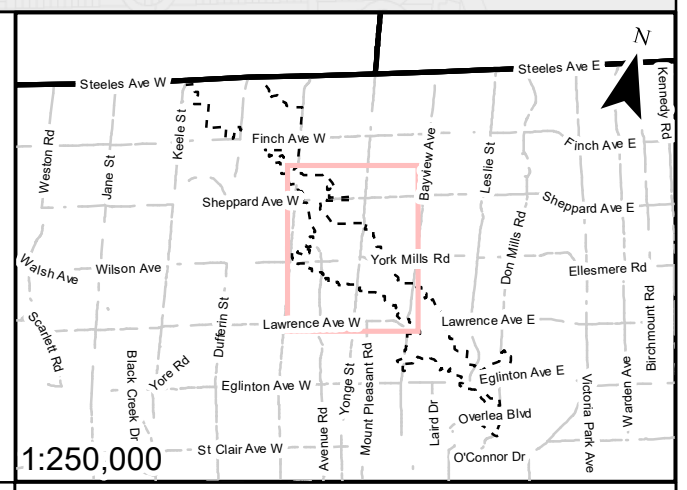 N
Steeles Ave W
Steeles Ave E
Kennedy Rd
Weston Rd
Jane St
Keele St
Finch Ave W
Bayview Ave
Leslie St
Finch Ave E
Sheppard Ave W
Sheppard Ave E
Don Mills Rd
Walsh Ave
Wilson Ave
York Mills Rd
Ellesmere Rd
Scarlett Rd
Dufferin St
Lawrence Ave W
Lawrence Ave E
Birchmount Rd
Black Creek Dr
Yore Rd
Eglinton Ave W
Yonge St
Mount Pleasant Rd
Eglinton Ave E
Avenue Rd
Laird Dr
Overlea Blvd
Victoria Park Ave
Warden Ave
1:250,000
St Clair Ave W
O'Connor Dr